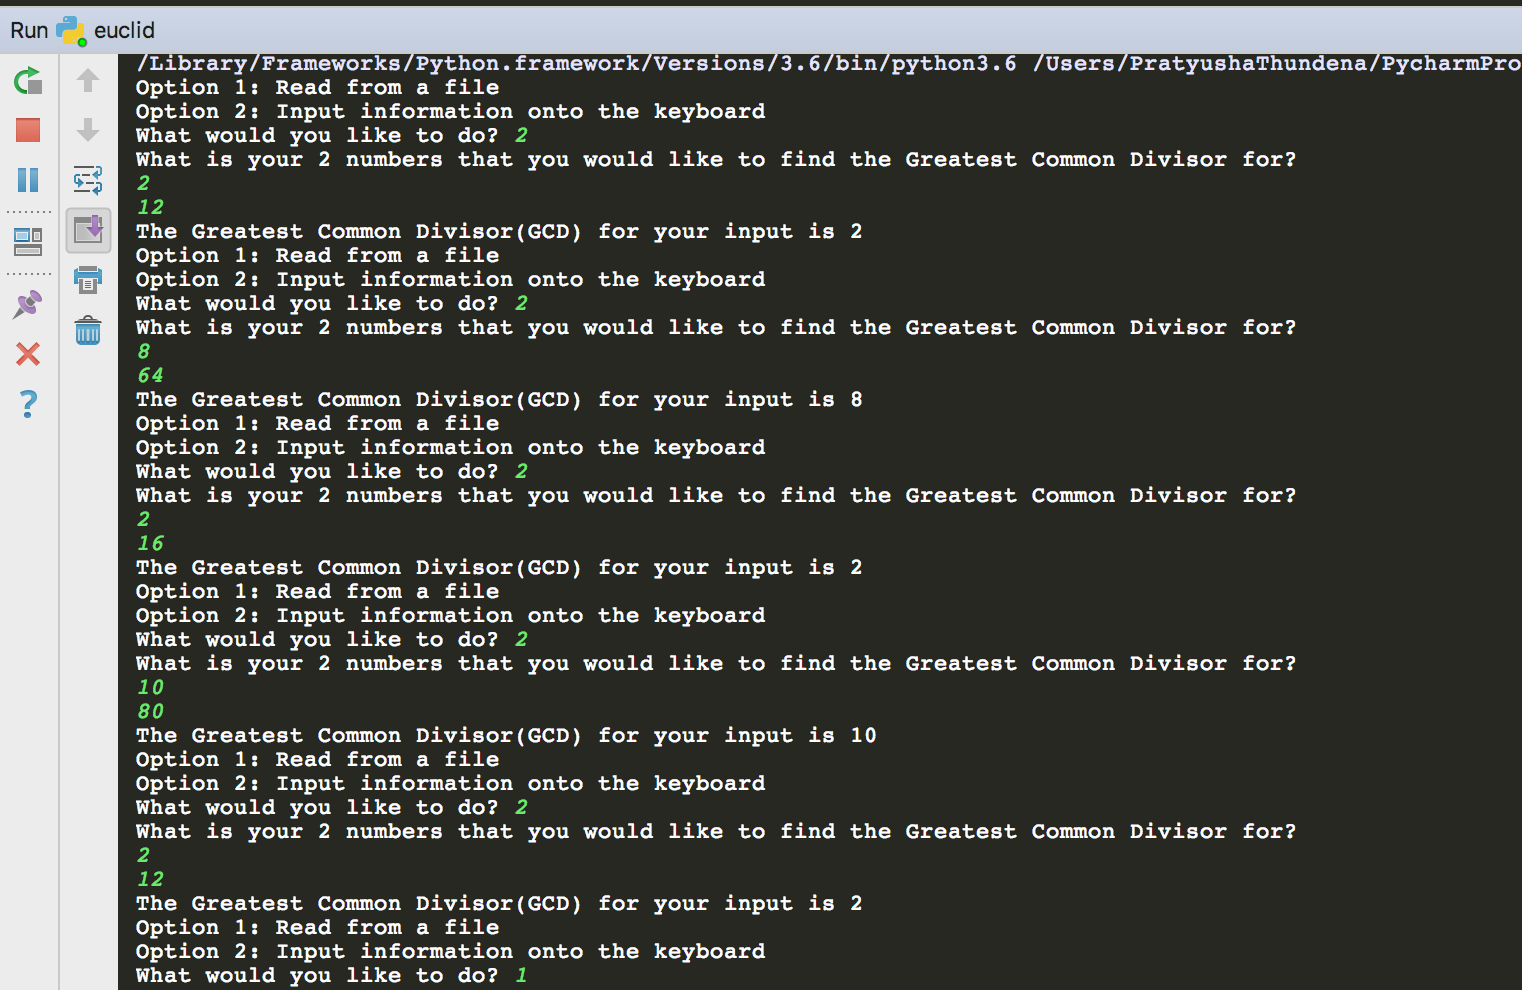 Run euclid
/Library/Frameworks/Python.framework/Versions/3.6/bin/python3.6 /Users/PratyushaThundena/PycharmPro
Option 1: Read from a file
Option 2: Input information onto the keyboard
What would you like to do? 2
What is your 2 numbers that you would like to find the Greatest Common Divisor for?
2
12
The Greatest Common Divisor(GCD) for your input is 2
Option 1: Read from a file
Option 2: Input information onto the keyboard
What would you like to do? 2
What is your 2 numbers that you would like to find the Greatest Common Divisor for?
8
64
The Greatest Common Divisor(GCD) for your input is 8
Option 1: Read from a file
Option 2: Input information onto the keyboard
What would you like to do? 2
What is your 2 numbers that you would like to find the Greatest Common Divisor for?
2
16
The Greatest Common Divisor(GCD) for your input is 2
Option 1: Read from a file
Option 2: Input information onto the keyboard
What would you like to do? 2
What is your 2 numbers that you would like to find the Greatest Common Divisor for?
10
80
The Greatest Common Divisor(GCD) for your input is 10
Option 1: Read from a file
Option 2: Input information onto the keyboard
What would you like to do? 2
What is your 2 numbers that you would like to find the Greatest Common Divisor for?
2
12
The Greatest Common Divisor(GCD) for your input is 2
Option 1: Read from a file
Option 2: Input information onto the keyboard
What would you like to do? 1